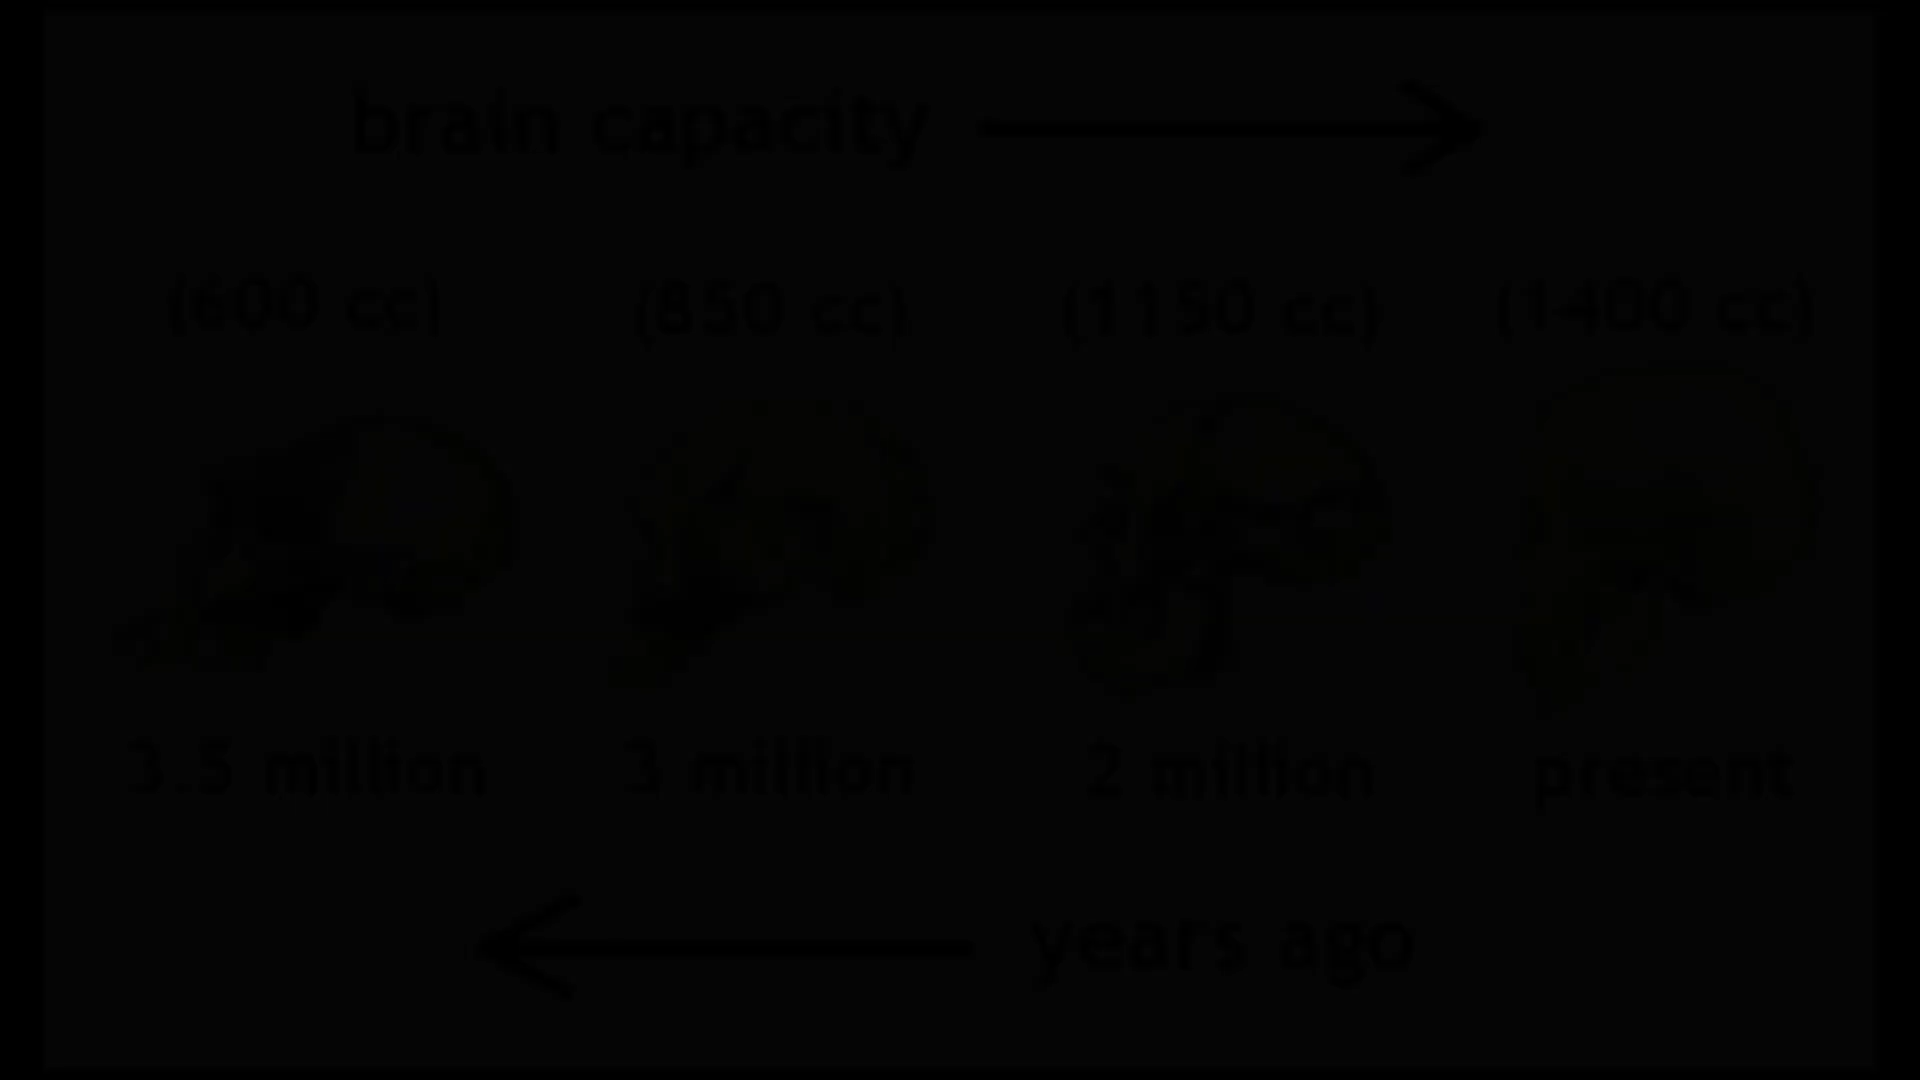 brain capacity
(600 cc) (850 cc) (1150 cc) (1400 cc)
3.5 million 3 million 2 million present
years ago